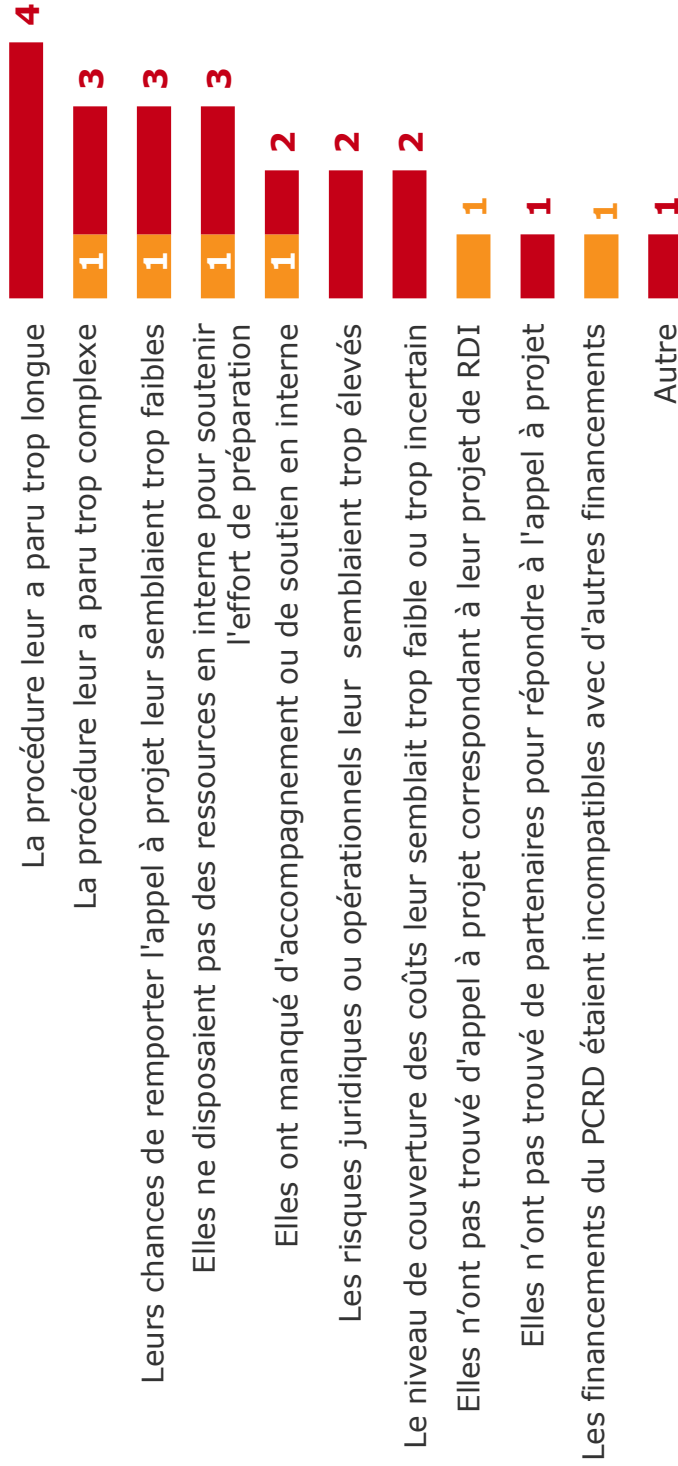 La procédure leur a paru trop longue
4
La procédure leur a paru trop complexe
1
3
Leurs chances de remporter l'appel à projet leur semblaient trop faibles
1
3
Elles ne disposaient pas des ressources en interne pour soutenir
l'effort de préparation
1
3
Elles ont manqué d'accompagnement ou de soutien en interne
1
2
Les risques juridiques ou opérationnels leur  semblaient trop élevés
2
Le niveau de couverture des coûts leur semblait trop faible ou trop incertain
2
Elles n’ont pas trouvé d'appel à projet correspondant à leur projet de RDI
1
Elles n’ont pas trouvé de partenaires pour répondre à l'appel à projet
1
Les financements du PCRD étaient incompatibles avec d'autres financements
1
Autre
1